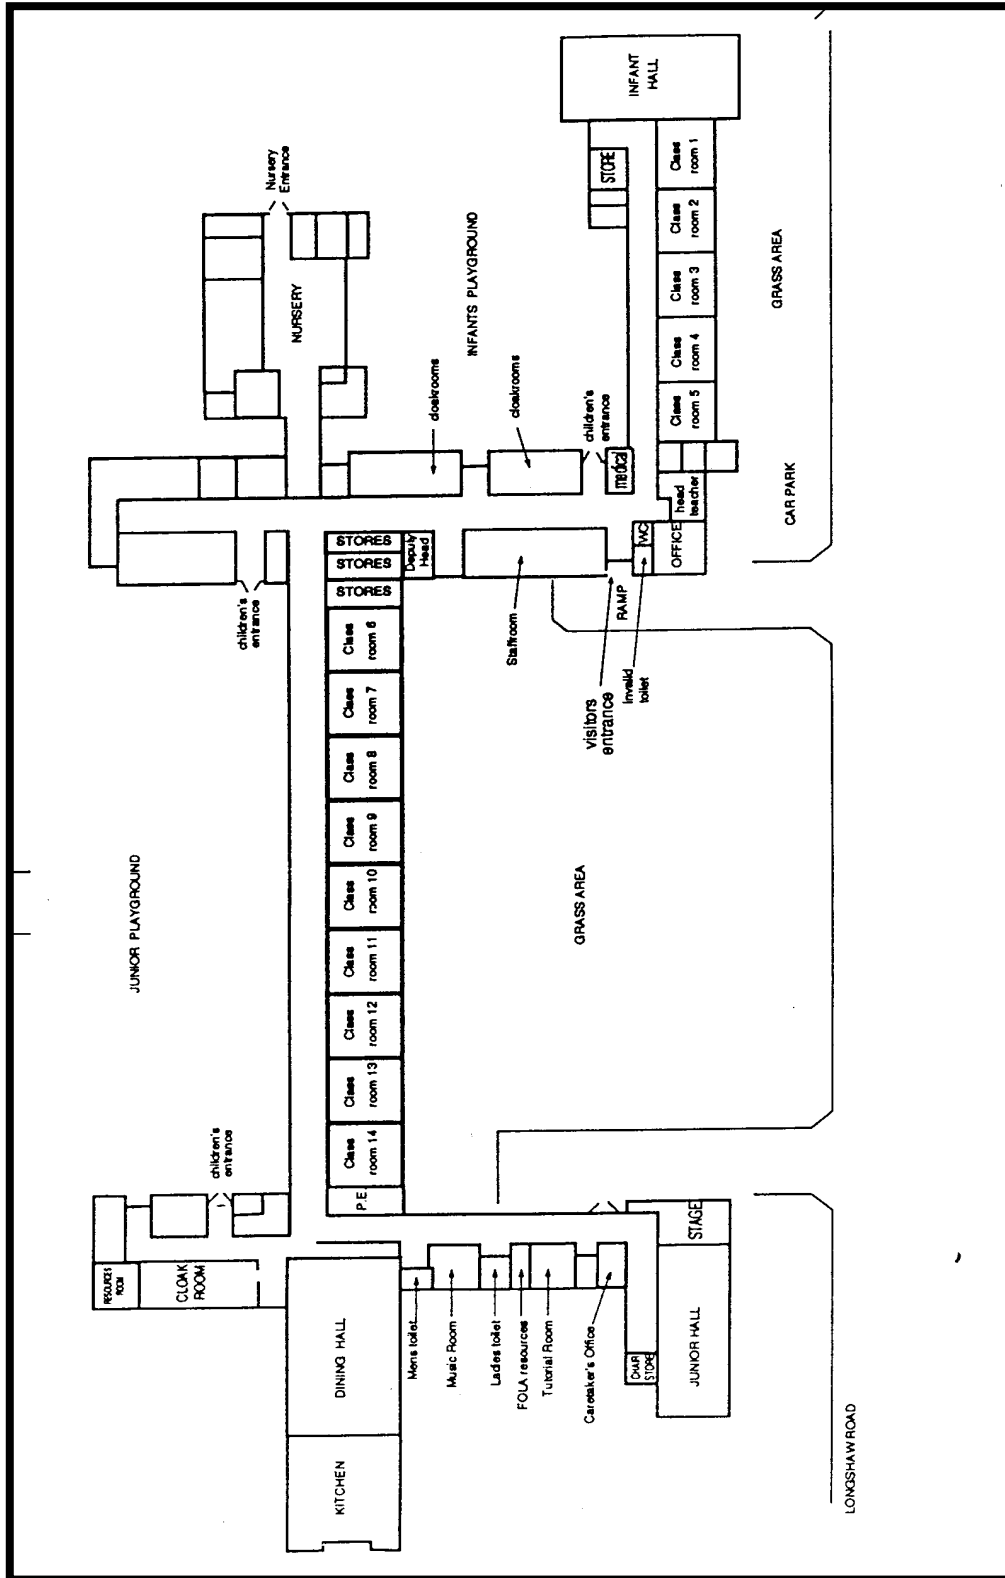 RESOURCES
ROOM
CLOAK
ROOM
children's
entrance
JUNIOR PLAYGROUND
children's
entrance
NURSERY
Nursery
Entrance
KITCHEN
DINING HALL
P.E
Class
room 14
Class
room 13
Class
room 12
Class
room 11
Class
room 10
Class
room 9
Class
room 8
Class
room 7
Class
room 6
STORES
STORES
STORES
Deputy
Head
cloakrooms
cloakrooms
INFANTS PLAYGROUND
Mens toilet
Music Room
Ladies toilet
FOLA resources
Tutorial Room
Caretaker's Office
GRASS AREA
Staffroom
visitors
entrance
RAMP
Invalid
toilet
children's
entrance
medical
STORE
INFANT
HALL
CHAIR
STORE
JUNIOR HALL
STAGE
W.C
OFFICE
head
teacher
Class
room 5
Class
room 4
Class
room 3
Class
room 2
Class
room 1
CAR PARK
GRASS AREA
LONGSHAW ROAD